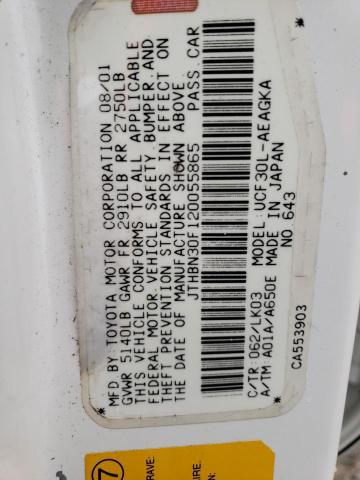 MFD.BY:TOYOTA MOTOR CORPORATION 08/01
GVWR 5140LB GAWR FR 2910LB RR 2750LB
THIS VEHICLE CONFORMS TO ALL APPLICABLE
FEDERAL MOTOR VEHICLE SAFETY, BUMPER, AND
THEFT PREVENTION STANDARDS IN EFFECT ON
THE DATE OF MANUFACTURE SHOWN ABOVE.
JTHBN30F120055865 PASS. CAR
C/TR: 062/LK03 MODEL: UCF30L-AEAGKA
A/TM A01A/A650E MADE IN JAPAN
NO 643
CA553903